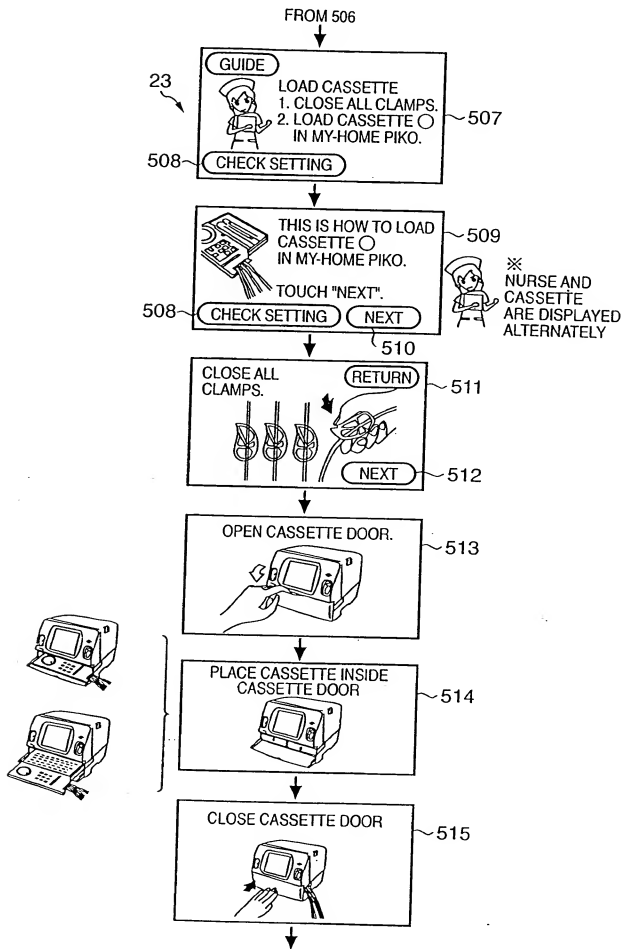 FROM 506
23
GUIDE
LOAD CASSETTE
1. CLOSE ALL CLAMPS.
2. LOAD CASSETTE ○
IN MY-HOME PIKO.
507
508
CHECK SETTING
THIS IS HOW TO LOAD
CASSETTE ○
IN MY-HOME PIKO.
TOUCH "NEXT".
509
508
CHECK SETTING
NEXT
510
※
NURSE AND
CASSETTE
ARE DISPLAYED
ALTERNATELY
CLOSE ALL
CLAMPS.
RETURN
511
NEXT
512
OPEN CASSETTE DOOR.
513
PLACE CASSETTE INSIDE
CASSETTE DOOR
514
CLOSE CASSETTE DOOR
515